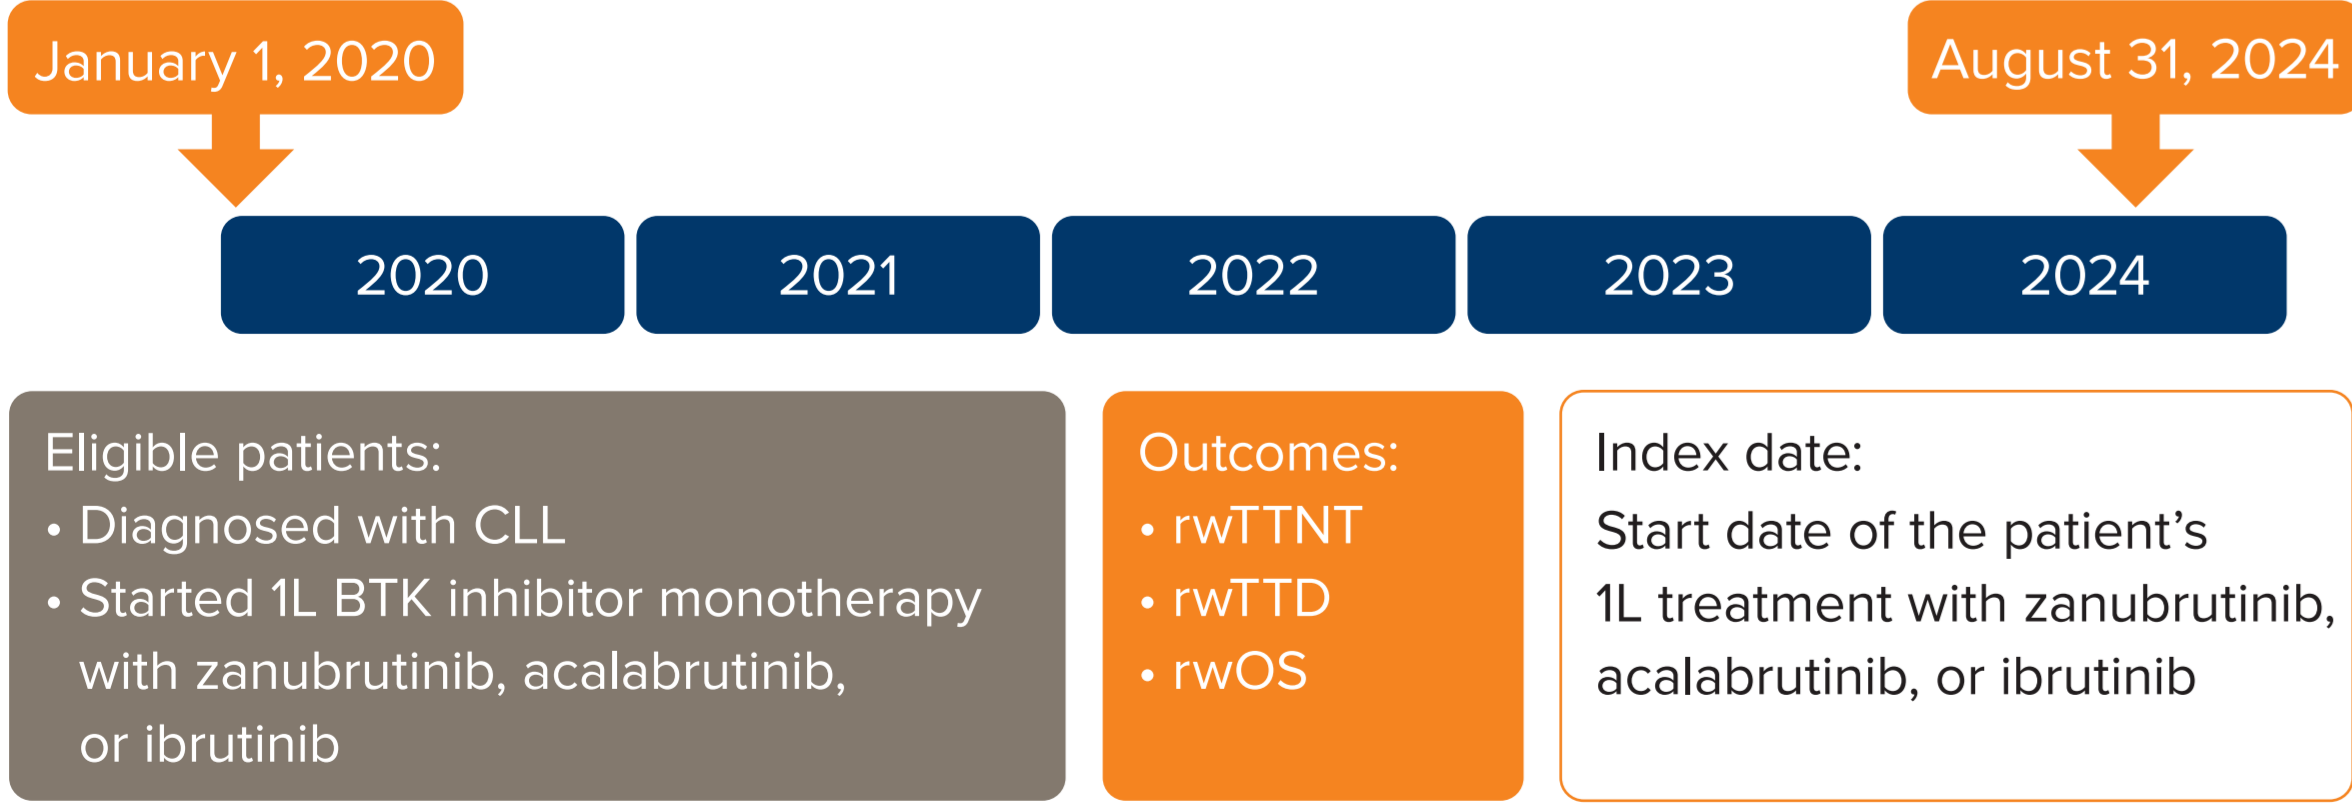 January 1, 2020
August 31, 2024
2020
2021
2022
2023
2024
Eligible patients:
• Diagnosed with CLL
• Started 1L BTK inhibitor monotherapy
with zanubrutinib, acalabrutinib,
or ibrutinib
Outcomes:
• rwTTNT
• rwTTD
• rwOS
Index date:
Start date of the patient’s
1L treatment with zanubrutinib,
acalabrutinib, or ibrutinib